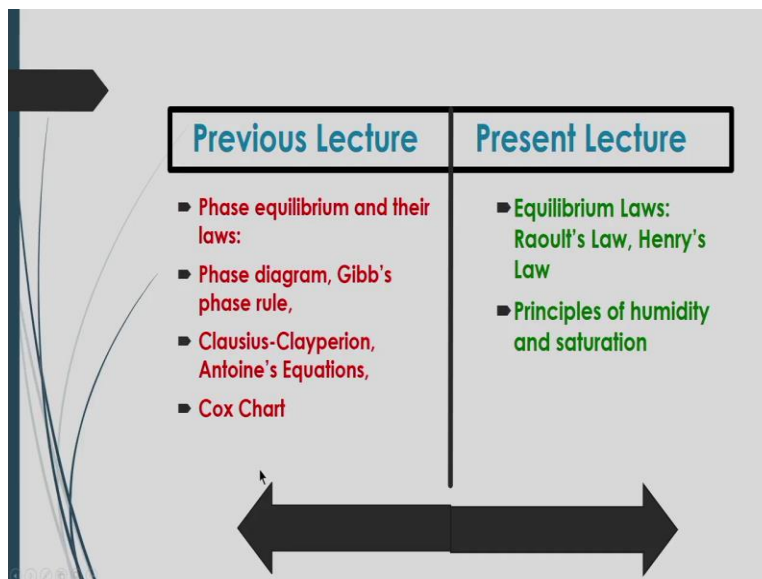 Previous Lecture
Phase equilibrium and their
laws:
Phase diagram, Gibb's
phase rule,
Clausius-Clayperion,
Antoine's Equations,
Cox Chart
Present Lecture
Equilibrium Laws:
Raoult's Law, Henry's
Law
Principles of humidity
and saturation